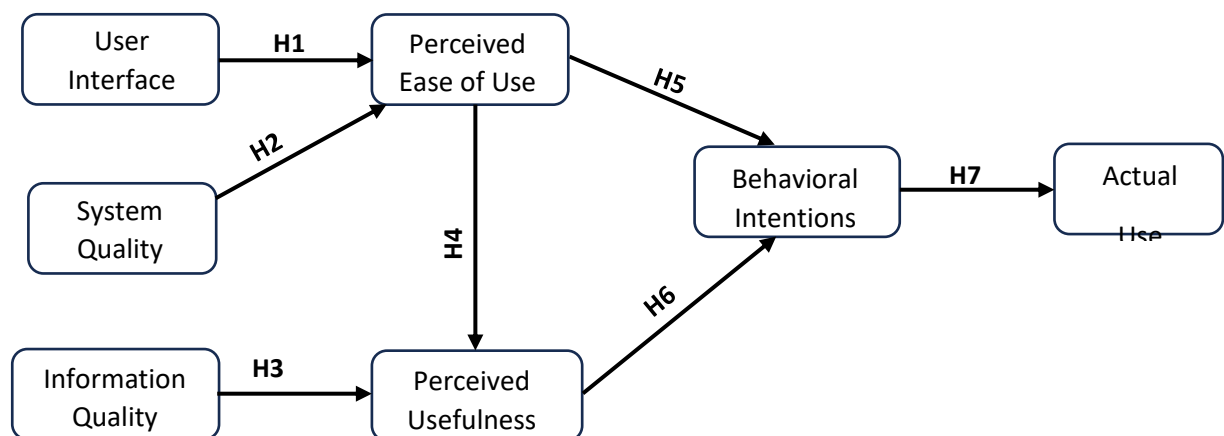 User
Interface
H1
Perceived
Ease of Use
H5
H2
System
Quality
H4
Behavioral
Intentions
H7
Actual
Use
H6
Information
Quality
H3
Perceived
Usefulness